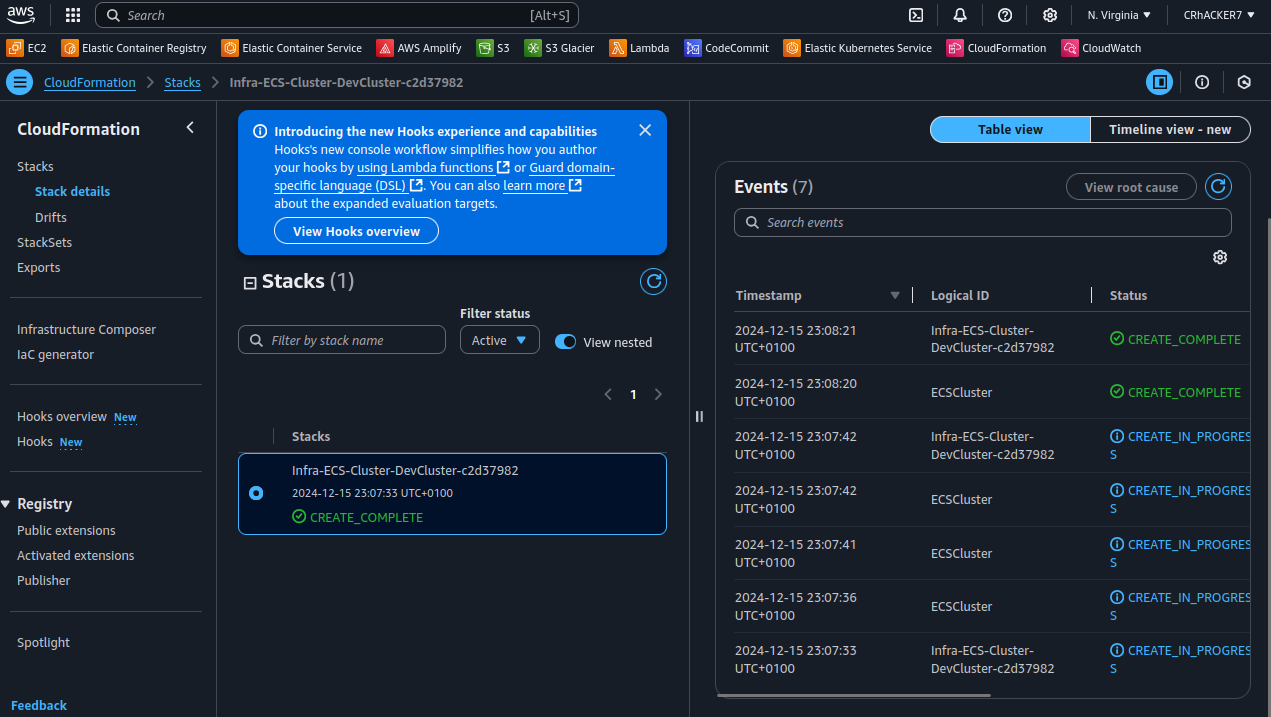 aws
Search [Alt+S]
N. Virginia ▼
CRhACKER7 ▼
EC2
Elastic Container Registry
Elastic Container Service
AWS Amplify
S3
S3 Glacier
Lambda
CodeCommit
Elastic Kubernetes Service
CloudFormation
CloudWatch
CloudFormation > Stacks > Infra-ECS-Cluster-DevCluster-c2d37982
CloudFormation
Stacks
Stack details
Drifts
StackSets
Exports
Infrastructure Composer
IaC generator
Hooks overview New
Hooks New
Registry
Public extensions
Activated extensions
Publisher
Spotlight
Feedback
Introducing the new Hooks experience and capabilities
Hooks's new console workflow simplifies how you author
your hooks by using Lambda functions or Guard domain-
specific language (DSL). You can also learn more
about the expanded evaluation targets.
View Hooks overview
Stacks (1)
Filter status
Filter by stack name
Active
View nested
1
Stacks
Infra-ECS-Cluster-DevCluster-c2d37982
2024-12-15 23:07:33 UTC+0100
CREATE_COMPLETE
Table view
Timeline view - new
Events (7)
View root cause
Search events
Timestamp
Logical ID
Status
2024-12-15 23:08:21
UTC+0100
Infra-ECS-Cluster-
DevCluster-c2d37982
CREATE_COMPLETE
2024-12-15 23:08:20
UTC+0100
ECSCluster
CREATE_COMPLETE
2024-12-15 23:07:42
UTC+0100
Infra-ECS-Cluster-
DevCluster-c2d37982
CREATE_IN_PROGRES
S
2024-12-15 23:07:42
UTC+0100
ECSCluster
CREATE_IN_PROGRES
S
2024-12-15 23:07:41
UTC+0100
ECSCluster
CREATE_IN_PROGRES
S
2024-12-15 23:07:36
UTC+0100
ECSCluster
CREATE_IN_PROGRES
S
2024-12-15 23:07:33
UTC+0100
Infra-ECS-Cluster-
DevCluster-c2d37982
CREATE_IN_PROGRES
S